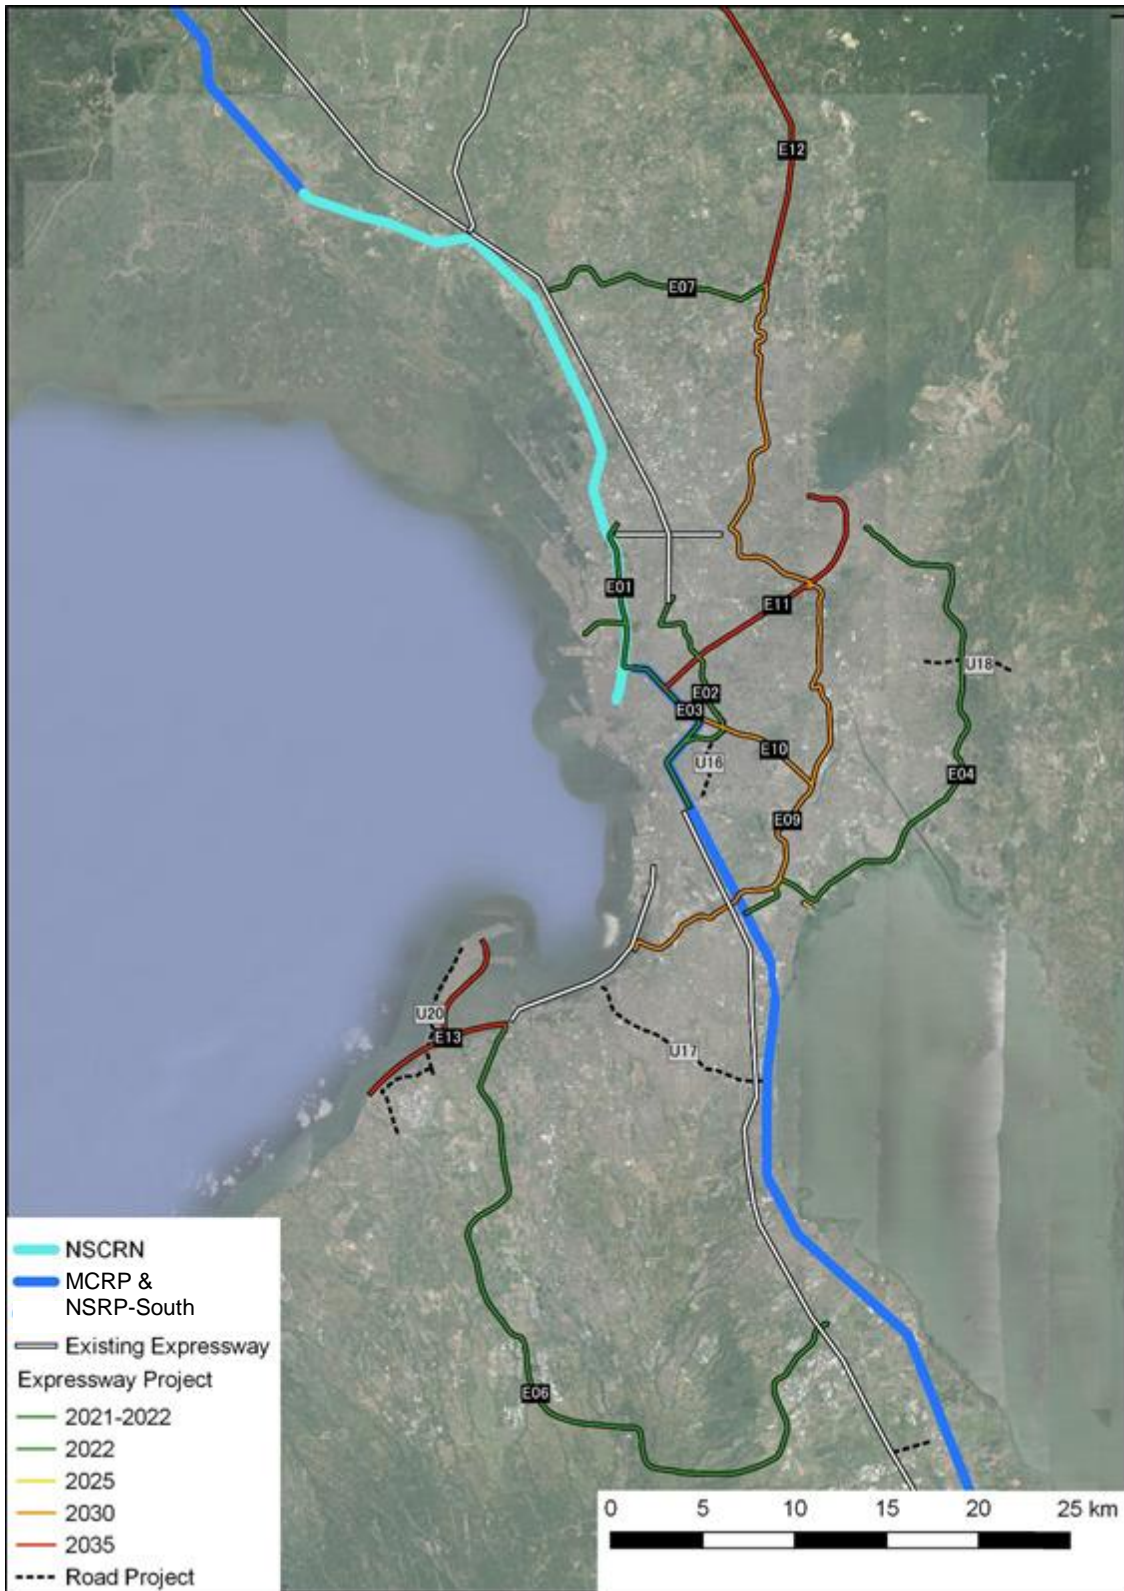 E12
E07
E01
E11
U18
E02
E03
E10
U16
E04
E09
U20
E13
U17
E06
NSCRN
MCRP &
NSRP-South
Existing Expressway
Expressway Project
2021-2022
2022
2025
2030
2035
Road Project
0 5 10 15 20 25 km